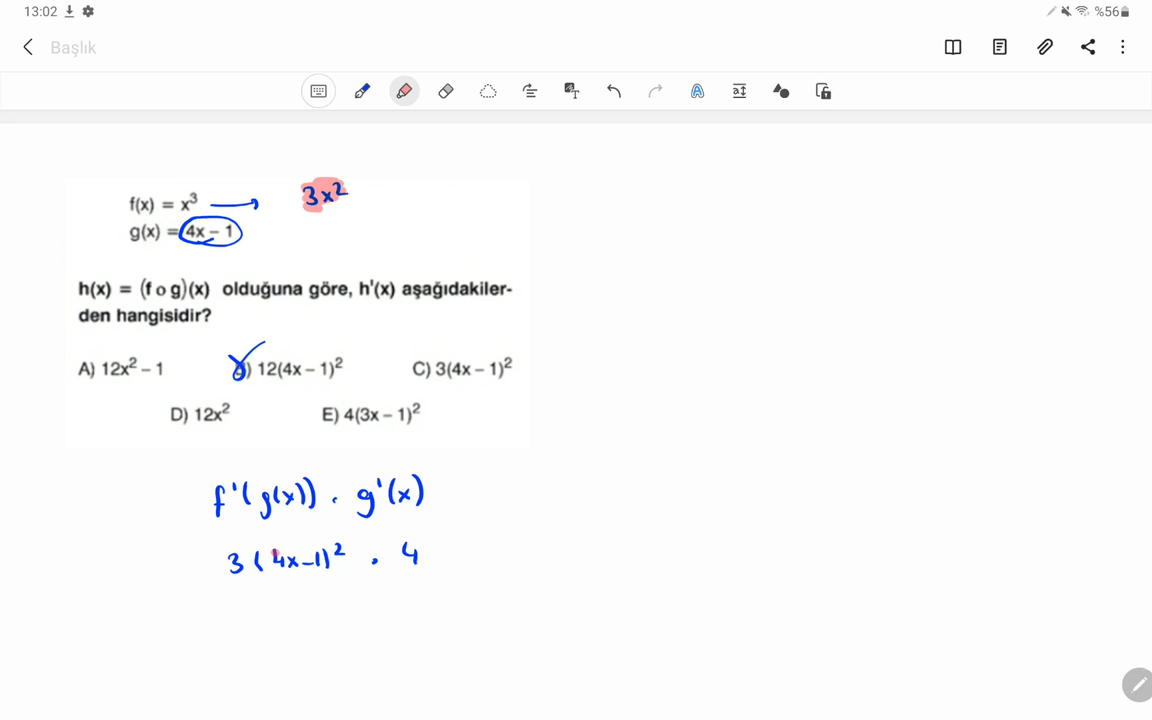 13:02
%56
Başlık
f(x) = x³ → 3x²
g(x) = 4x – 1
h(x) = (f o g)(x) olduğuna göre, h'(x) aşağıdakiler-
den hangisidir?
A) 12x² – 1 B) 12(4x – 1)² C) 3(4x – 1)²
D) 12x² E) 4(3x – 1)²
f'(g(x)) . g'(x)
3(4x-1)² . 4